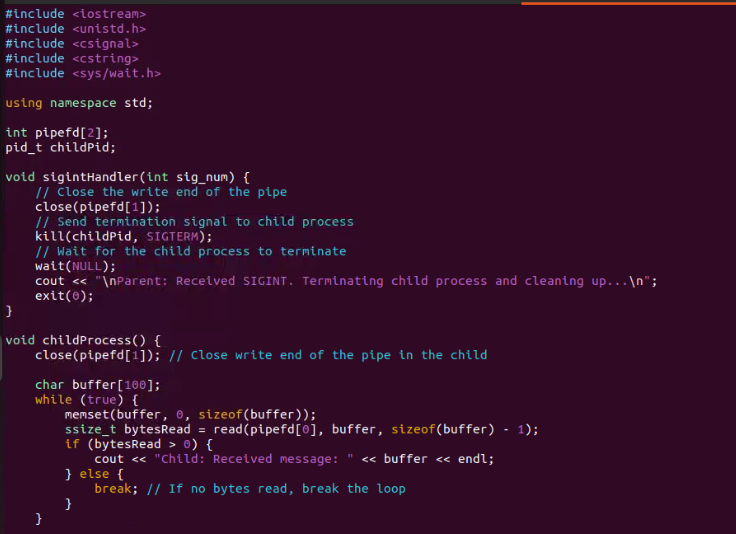 #include <iostream>
#include <unistd.h>
#include <csignal>
#include <cstring>
#include <sys/wait.h>

using namespace std;

int pipefd[2];
pid_t childPid;

void sigintHandler(int sig_num) {
    // Close the write end of the pipe
    close(pipefd[1]);
    // Send termination signal to child process
    kill(childPid, SIGTERM);
    // Wait for the child process to terminate
    wait(NULL);
    cout << "\nParent: Received SIGINT. Terminating child process and cleaning up...\n";
    exit(0);
}

void childProcess() {
    close(pipefd[1]); // Close write end of the pipe in the child

    char buffer[100];
    while (true) {
        memset(buffer, 0, sizeof(buffer));
        ssize_t bytesRead = read(pipefd[0], buffer, sizeof(buffer) - 1);
        if (bytesRead > 0) {
            cout << "Child: Received message: " << buffer << endl;
        } else {
            break; // If no bytes read, break the loop
        }
    }